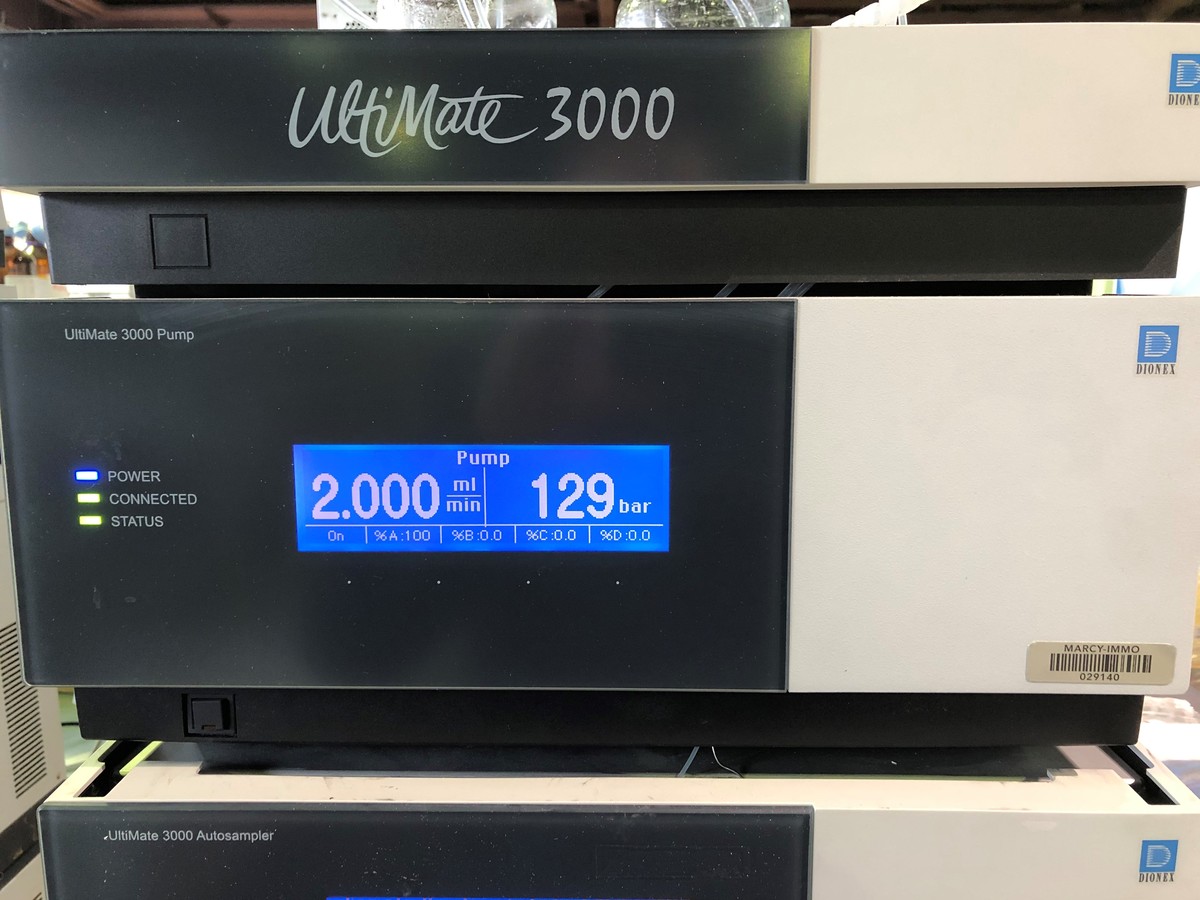 UltiMate 3000
DIONEX
UltiMate 3000 Pump
DIONEX
POWER
CONNECTED
STATUS
Pump
2.000 ml/min 129 bar
On %A:100 %B:0.0 %C:0.0 %D:0.0
MARCY-IMMO
029140
UltiMate 3000 Autosampler
DIONEX